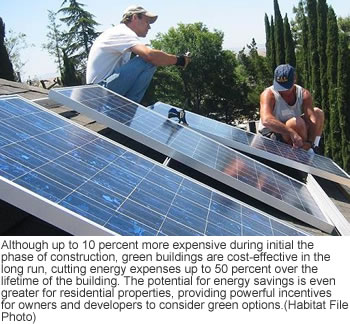 Although up to 10 percent more expensive during initial the
phase of construction, green buildings are cost-effective in the
long run, cutting energy expenses up to 50 percent over the
lifetime of the building. The potential for energy savings is even
greater for residential properties, providing powerful incentives
for owners and developers to consider green options.(Habitat File
Photo)